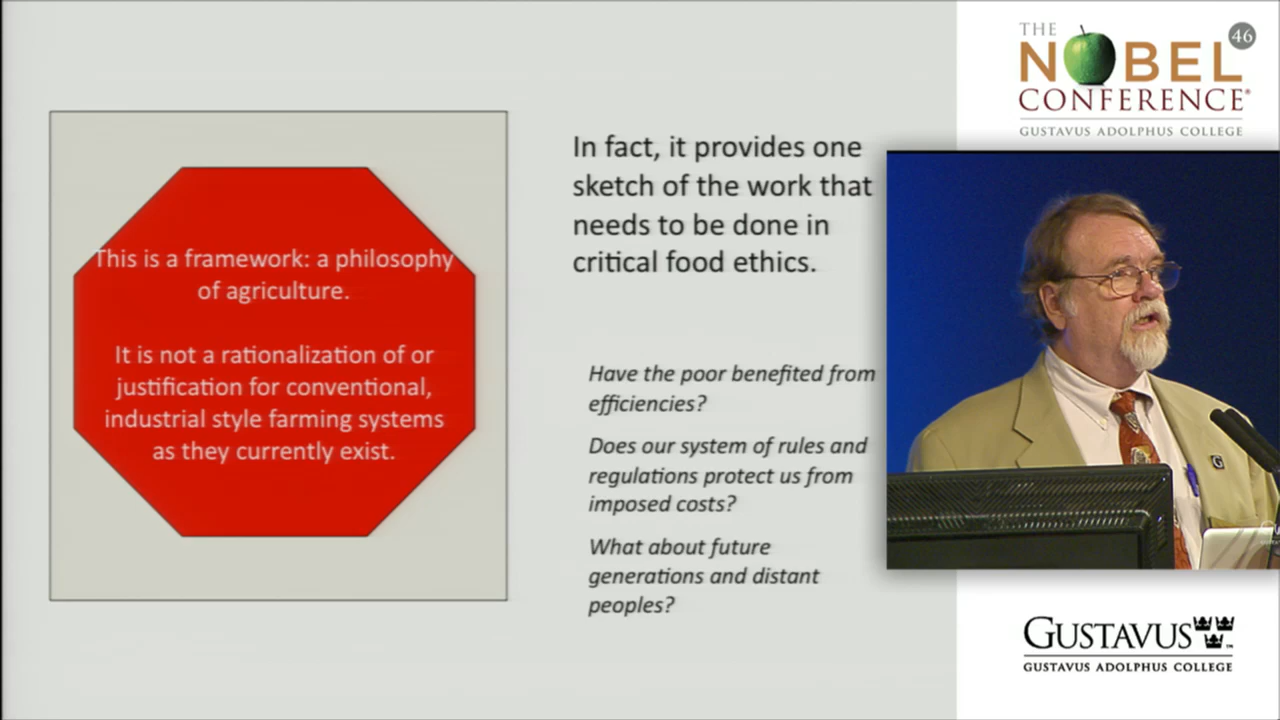 This is a framework: a philosophy
of agriculture.
It is not a rationalization of or
justification for conventional,
industrial style farming systems
as they currently exist.
In fact, it provides one
sketch of the work that
needs to be done in
critical food ethics.
Have the poor benefited from
efficiencies?
Does our system of rules and
regulations protect us from
imposed costs?
What about future
generations and distant
peoples?
THE
NOBEL
46
CONFERENCE®
GUSTAVUS ADOLPHUS COLLEGE
G
GUSTAVUS™
GUSTAVUS ADOLPHUS COLLEGE